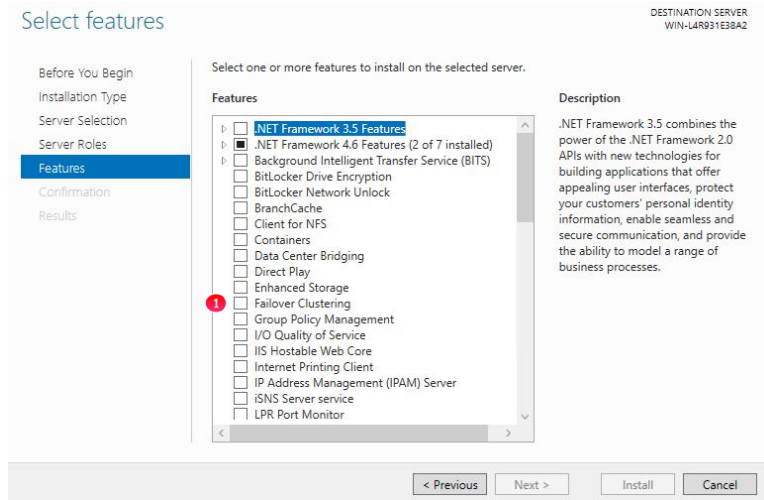 Select features
DESTINATION SERVER
WIN-L4R931E38A2
Before You Begin
Installation Type
Server Selection
Server Roles
Features
Confirmation
Results
Select one or more features to install on the selected server.
Features
.NET Framework 3.5 Features
.NET Framework 4.6 Features (2 of 7 installed)
Background Intelligent Transfer Service (BITS)
BitLocker Drive Encryption
BitLocker Network Unlock
BranchCache
Client for NFS
Containers
Data Center Bridging
Direct Play
Enhanced Storage
1 Failover Clustering
Group Policy Management
I/O Quality of Service
IIS Hostable Web Core
Internet Printing Client
IP Address Management (IPAM) Server
iSNS Server service
LPR Port Monitor
Description
.NET Framework 3.5 combines the
power of the .NET Framework 2.0
APIs with new technologies for
building applications that offer
appealing user interfaces, protect
your customers' personal identity
information, enable seamless and
secure communication, and provide
the ability to model a range of
business processes.
< Previous
Next >
Install
Cancel